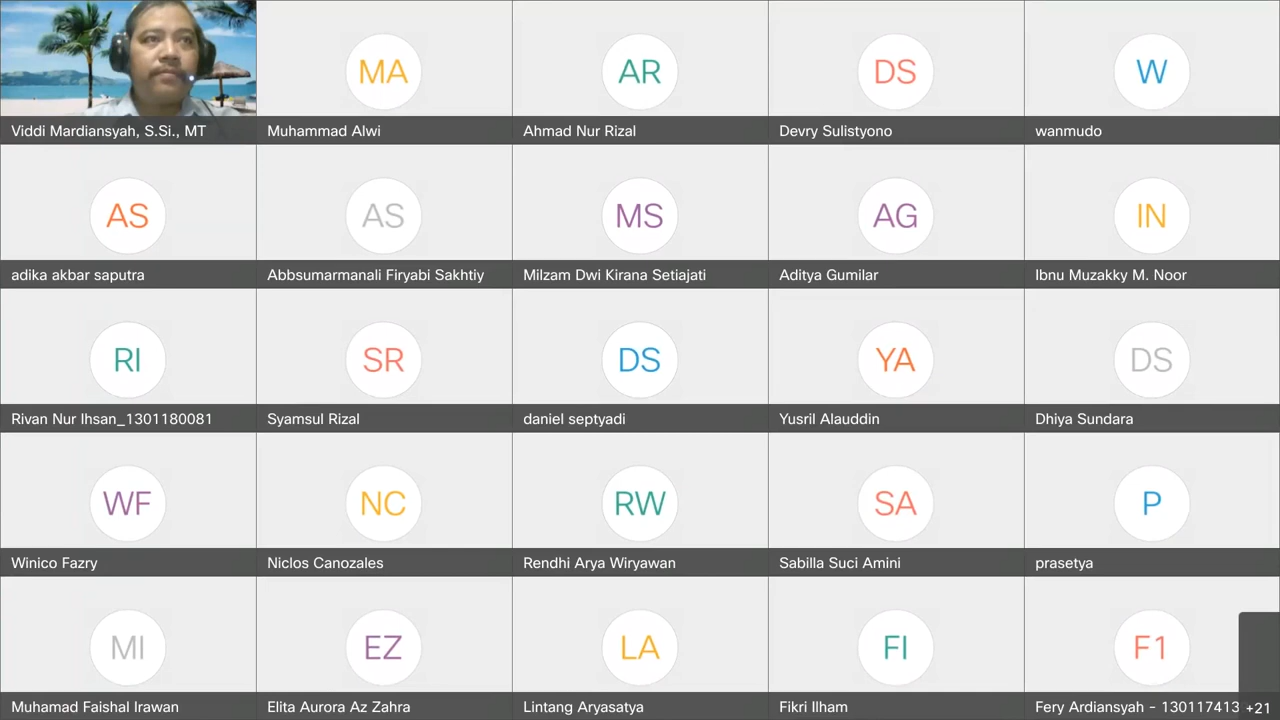 Viddi Mardiansyah, S.Si., MT
MA
Muhammad Alwi
AR
Ahmad Nur Rizal
DS
Devry Sulistyono
W
wanmudo
AS
adika akbar saputra
AS
Abbsumarmanali Firyabi Sakhtiy
MS
Milzam Dwi Kirana Setiajati
AG
Aditya Gumilar
IN
Ibnu Muzakky M. Noor
RI
Rivan Nur Ihsan_1301180081
SR
Syamsul Rizal
DS
daniel septyadi
YA
Yusril Alauddin
DS
Dhiya Sundara
WF
Winico Fazry
NC
Niclos Canozales
RW
Rendhi Arya Wiryawan
SA
Sabilla Suci Amini
P
prasetya
MI
Muhamad Faishal Irawan
EZ
Elita Aurora Az Zahra
LA
Lintang Aryasatya
FI
Fikri Ilham
F1
Fery Ardiansyah - 130117413
+21